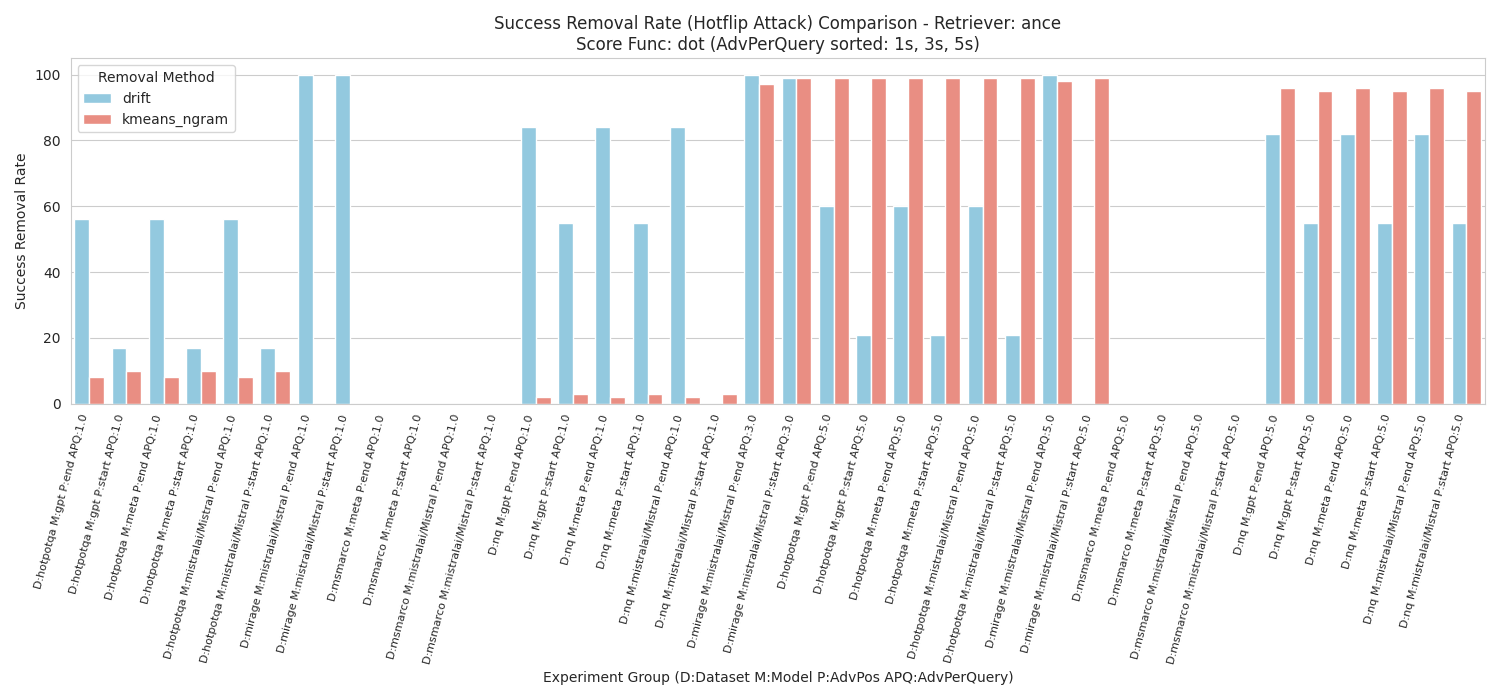 Success Removal Rate (Hotflip Attack) Comparison - Retriever: ance
Score Func: dot (AdvPerQuery sorted: 1s, 3s, 5s)
Removal Method
drift
kmeans_ngram
Success Removal Rate
100
80
60
40
20
0
D:hotpotqa M:gpt P:end APQ:1.0
D:hotpotqa M:gpt P:start APQ:1.0
D:hotpotqa M:meta P:end APQ:1.0
D:hotpotqa M:meta P:start APQ:1.0
D:hotpotqa M:mistralai/Mistral P:end APQ:1.0
D:hotpotqa M:mistralai/Mistral P:start APQ:1.0
D:mirage M:mistralai/Mistral P:end APQ:1.0
D:mirage M:mistralai/Mistral P:start APQ:1.0
D:msmarco M:meta P:end APQ:1.0
D:msmarco M:meta P:start APQ:1.0
D:msmarco M:mistralai/Mistral P:end APQ:1.0
D:msmarco M:mistralai/Mistral P:start APQ:1.0
D:nq M:gpt P:end APQ:1.0
D:nq M:gpt P:start APQ:1.0
D:nq M:meta P:end APQ:1.0
D:nq M:meta P:start APQ:1.0
D:nq M:mistralai/Mistral P:end APQ:1.0
D:nq M:mistralai/Mistral P:start APQ:1.0
D:mirage M:mistralai/Mistral P:end APQ:3.0
D:mirage M:mistralai/Mistral P:start APQ:3.0
D:hotpotqa M:gpt P:end APQ:5.0
D:hotpotqa M:gpt P:start APQ:5.0
D:hotpotqa M:meta P:end APQ:5.0
D:hotpotqa M:meta P:start APQ:5.0
D:hotpotqa M:mistralai/Mistral P:end APQ:5.0
D:hotpotqa M:mistralai/Mistral P:start APQ:5.0
D:mirage M:mistralai/Mistral P:end APQ:5.0
D:mirage M:mistralai/Mistral P:start APQ:5.0
D:msmarco M:meta P:end APQ:5.0
D:msmarco M:meta P:start APQ:5.0
D:msmarco M:mistralai/Mistral P:end APQ:5.0
D:msmarco M:mistralai/Mistral P:start APQ:5.0
D:nq M:gpt P:end APQ:5.0
D:nq M:gpt P:start APQ:5.0
D:nq M:meta P:end APQ:5.0
D:nq M:meta P:start APQ:5.0
D:nq M:mistralai/Mistral P:end APQ:5.0
D:nq M:mistralai/Mistral P:start APQ:5.0
Experiment Group (D:Dataset M:Model P:AdvPos APQ:AdvPerQuery)